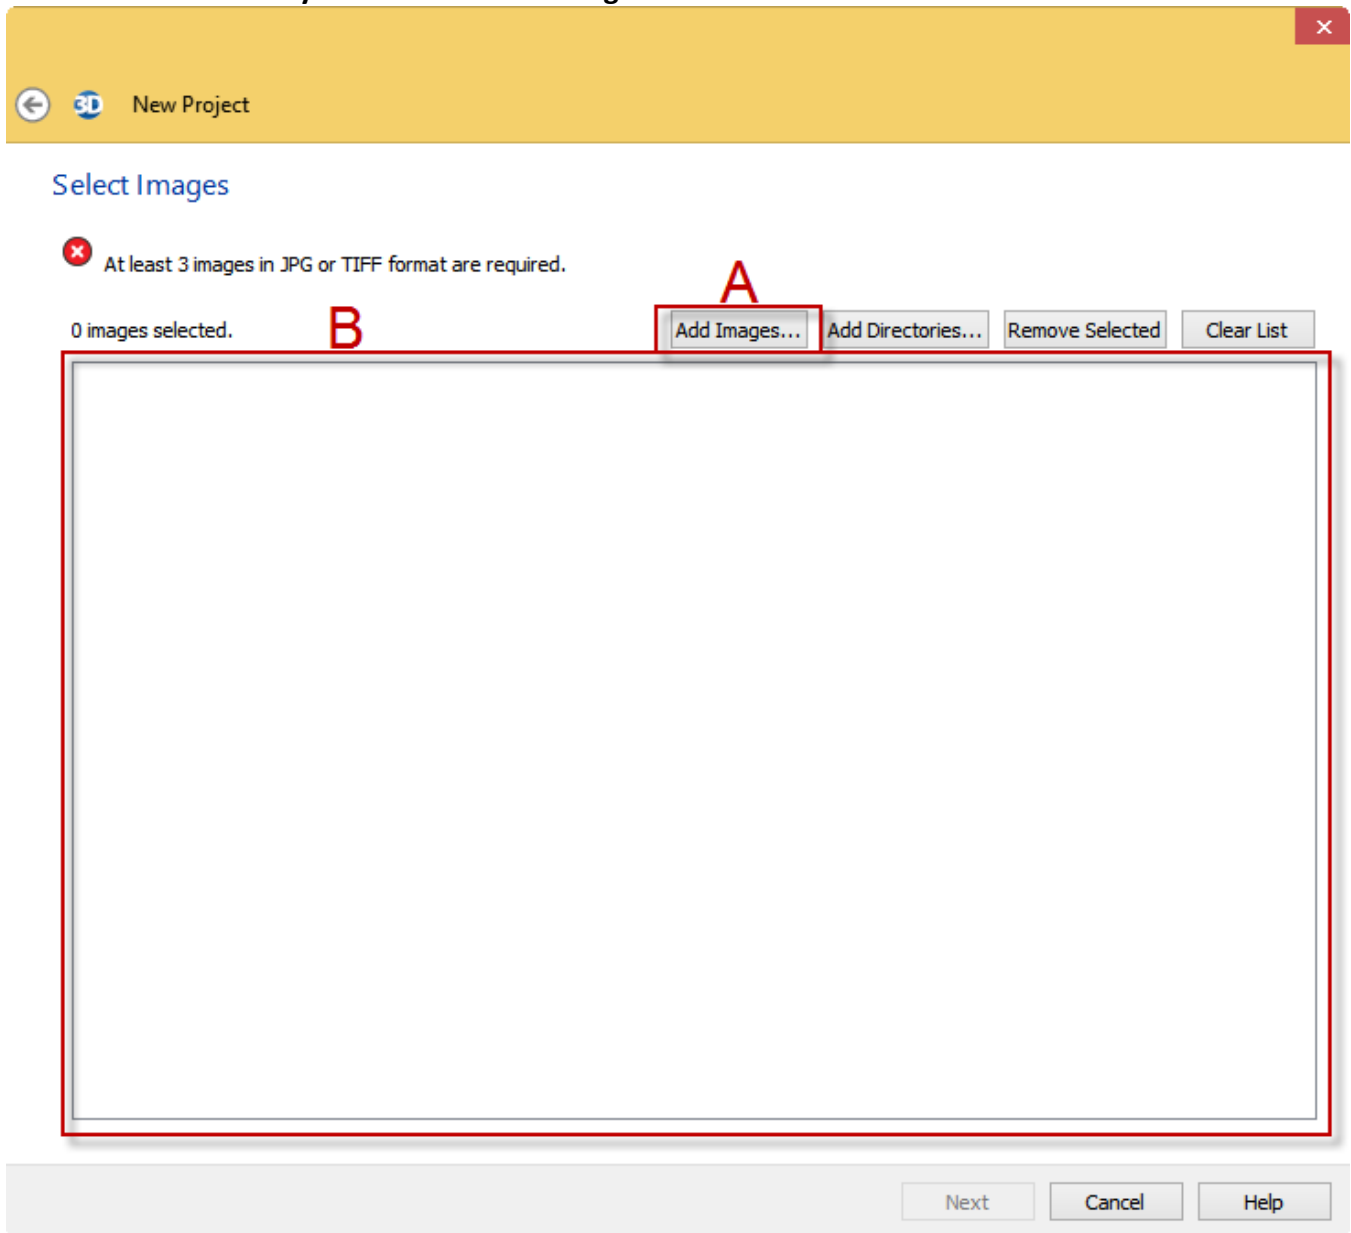 3D New Project
Select Images
At least 3 images in JPG or TIFF format are required.
A
0 images selected. B Add Images... Add Directories... Remove Selected Clear List
Next Cancel Help